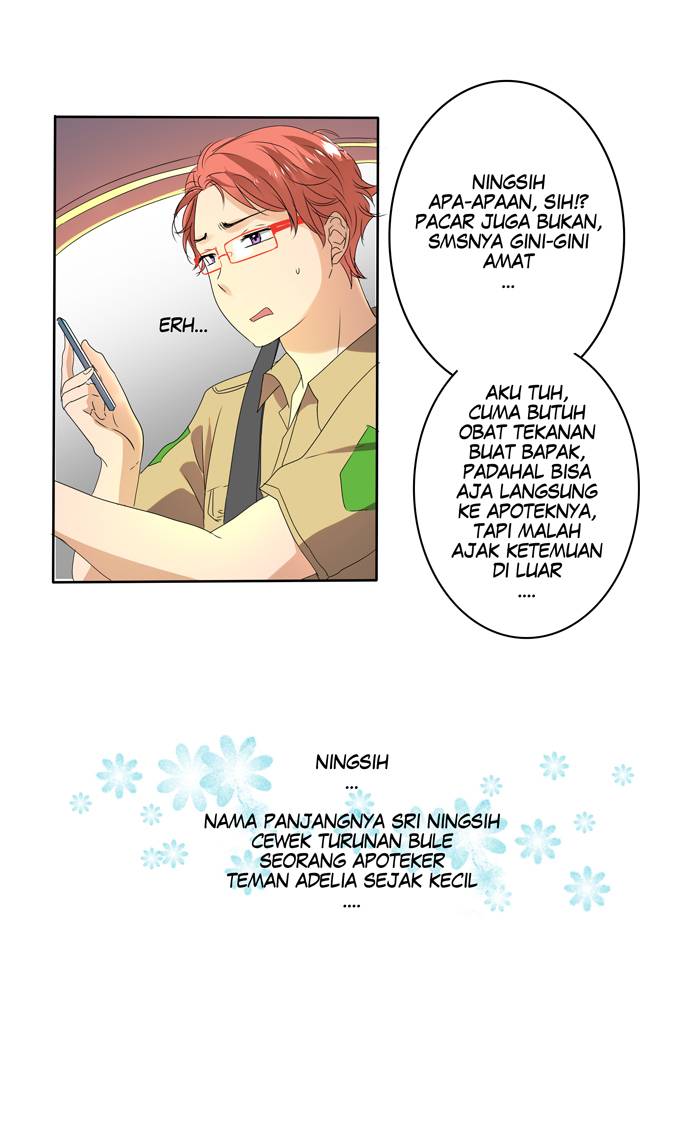 NINGSIH
APA-APAAN, SIH!?
PACAR JUGA BUKAN,
SMSNYA GINI-GINI
AMAT
...
ERH...
AKU TUH,
CUMA BUTUH
OBAT TEKANAN
BUAT BAPAK,
PADAHAL BISA
AJA LANGSUNG
KE APOTEKNYA,
TAPI MALAH
AJAK KETEMUAN
DI LUAR
....
NINGSIH
...
NAMA PANJANGNYA SRI NINGSIH
CEWEK TURUNAN BULE
SEORANG APOTEKER
TEMAN ADELIA SEJAK KECIL
....